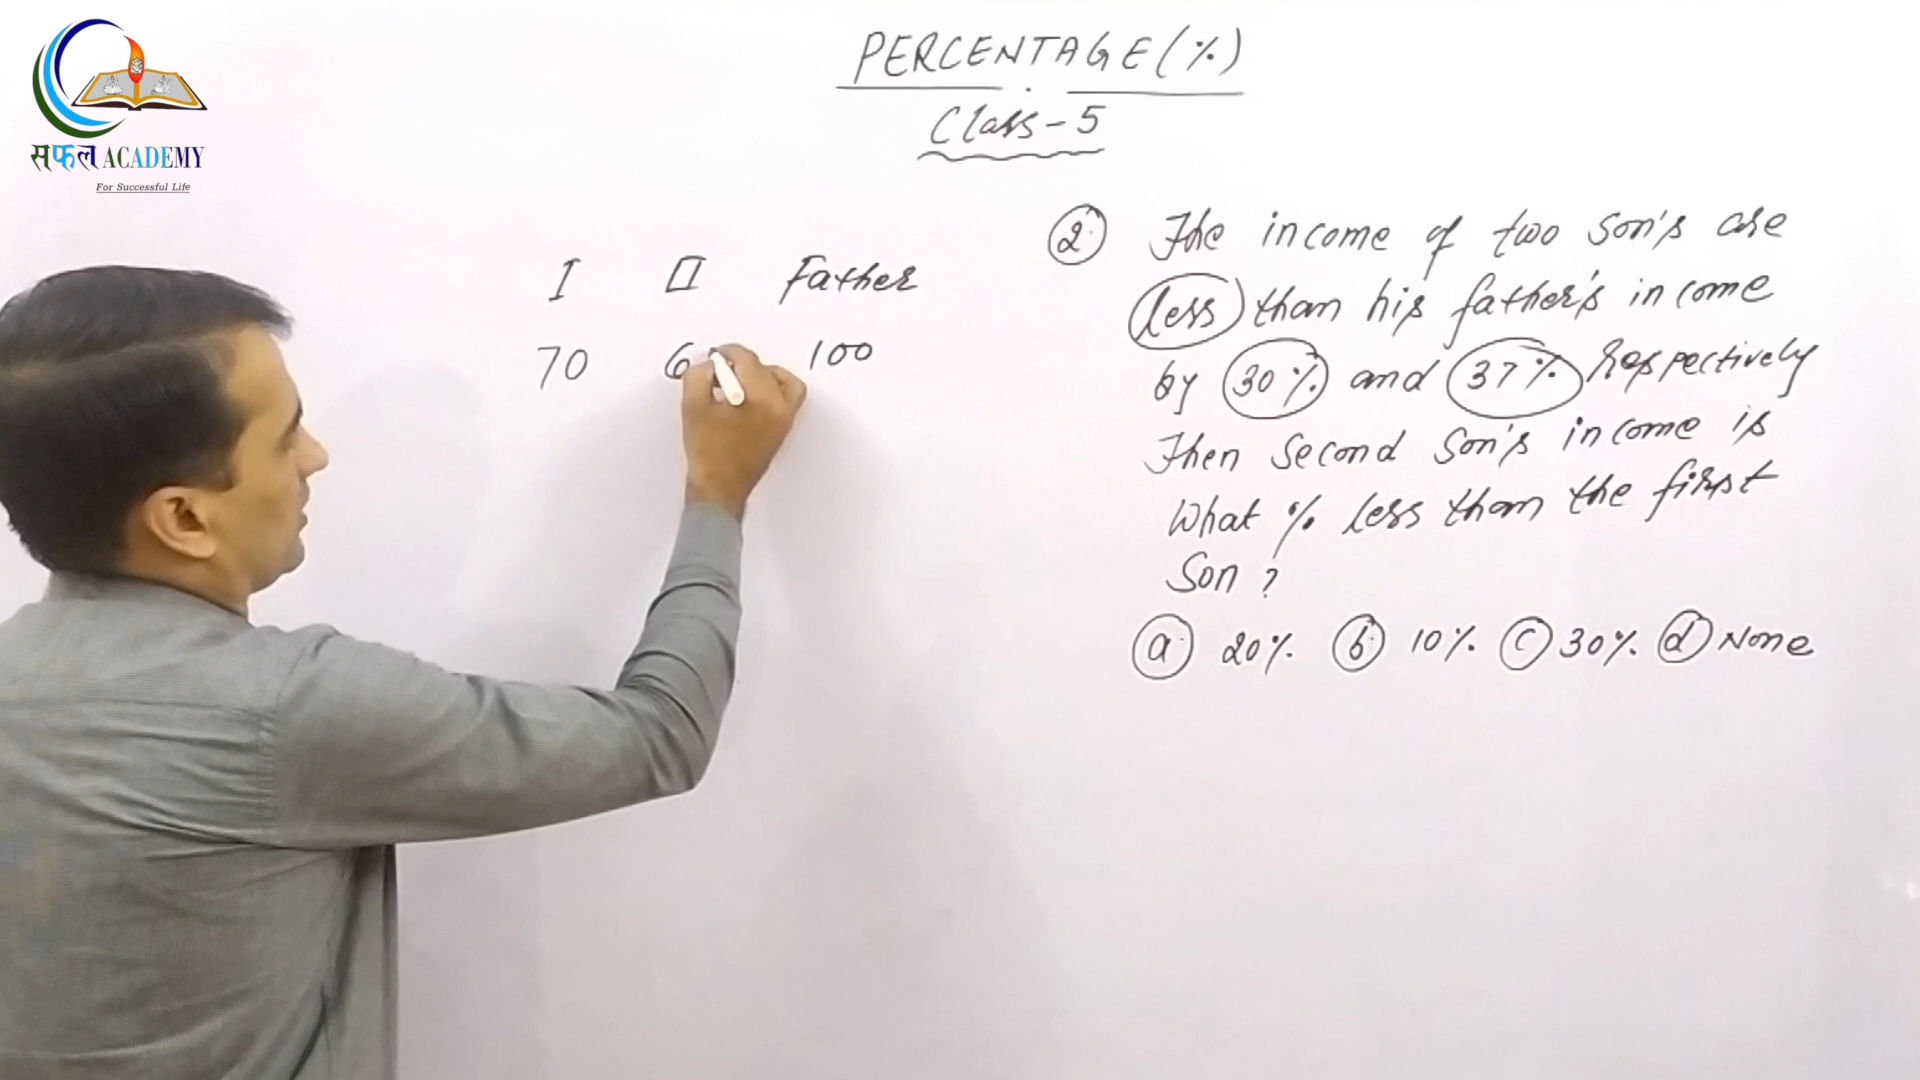 सफल ACADEMY
For Successful Life
PERCENTAGE (%)
Class-5
I II Father
70 6 100
2. The income of two son's are
less than his father's income
by 30% and 37% respectively
Then second son's income is
What % less than the first
Son ?
a. 20% b. 10% c 30% d None